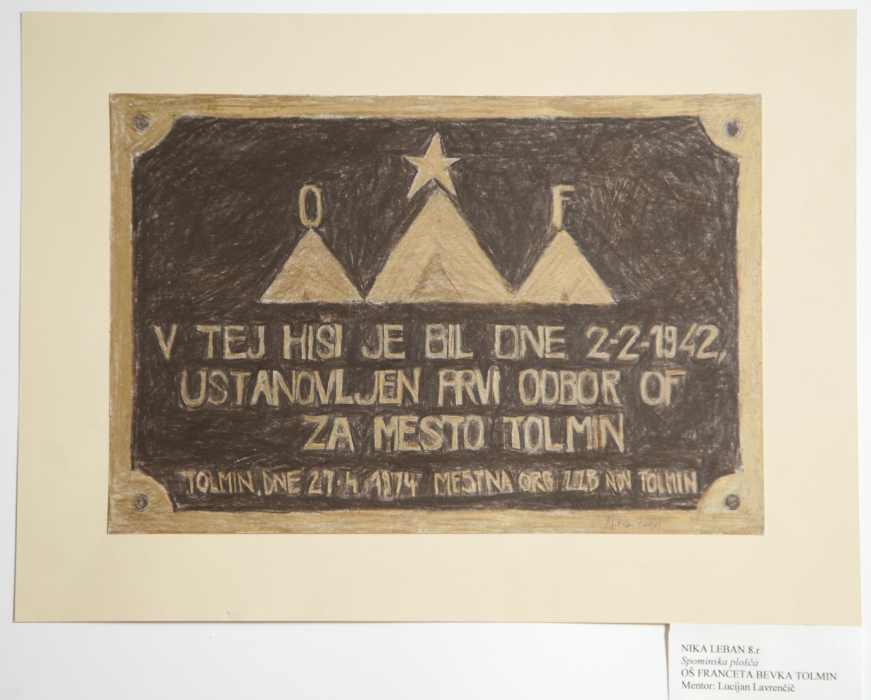 O F
V TEJ HIŠI JE BIL DNE 2-2-1942,
USTANOVLJEN PRVI ODBOR OF
ZA MESTO TOLMIN
TOLMIN, DNE 27.4.1974 MESTNA ORG ZZB NOV TOLMIN
NIKA LEBAN 8.r
Spominska plošča
OŠ FRANCETA BEVKA TOLMIN
Mentor: Lucijan Lavrenčič